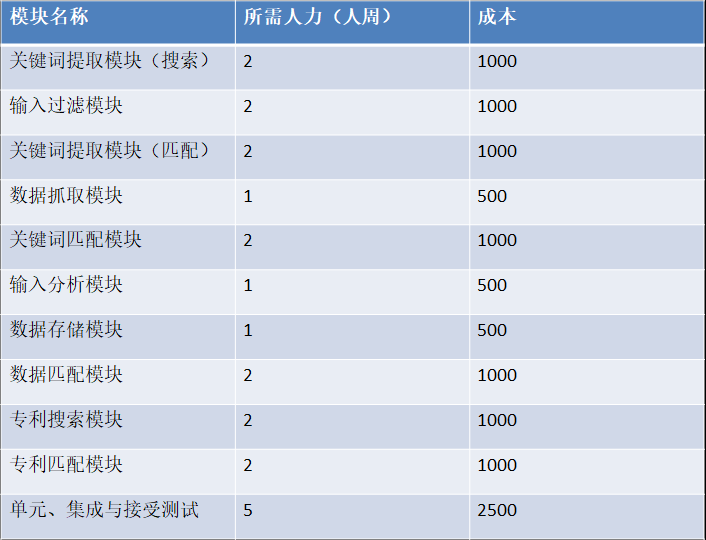 模块名称 所需人力（人周） 成本
关键词提取模块（搜索） 2 1000
输入过滤模块 2 1000
关键词提取模块（匹配） 2 1000
数据抓取模块 1 500
关键词匹配模块 2 1000
输入分析模块 1 500
数据存储模块 1 500
数据匹配模块 2 1000
专利搜索模块 2 1000
专利匹配模块 2 1000
单元、集成与接受测试 5 2500